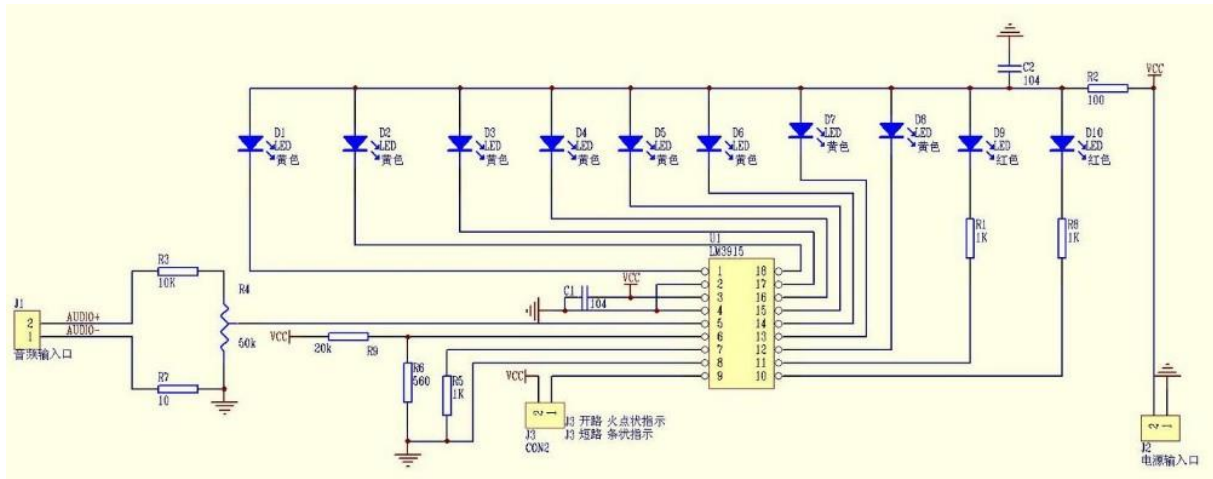 C2
104
R2
100
VCC
D1
LED
黄色
D2
LED
黄色
D3
LED
黄色
D4
LED
黄色
D5
LED
黄色
D6
LED
黄色
D7
LED
黄色
D8
LED
黄色
D9
LED
红色
D10
LED
红色
R1
1K
R8
1K
U1
LM3915
1
2
3
4
5
6
7
8
9
18
17
16
15
14
13
12
11
10
R3
10K
R4
50k
VCC
C1
104
J1
2
1
AUDIO+
AUDIO-
音频输入口
VCC
20k
R9
R7
10
R6
560
R5
1K
VCC
2 1
J3
CON2
J3 开路 火点状指示
J3 短路 条状指示
2 1
J2
电源输入口